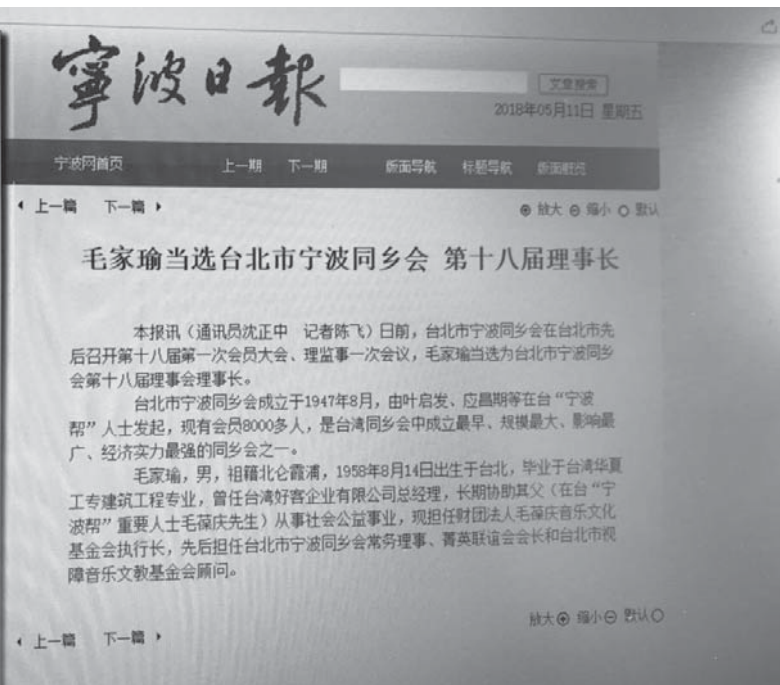 寧波日報
文章搜索
2018年05月11日 星期五
宁波网首页 上一期 下一期 版面导航 标题导航 版面概览
上一篇 下一篇 放大 缩小 默认
毛家瑜当选台北市宁波同乡会 第十八届理事长
本报讯（通讯员沈正中 记者陈飞）日前，台北市宁波同乡会在台北市先
后召开第十八届第一次会员大会、理监事一次会议，毛家瑜当选为台北市宁波同乡
会第十八届理事会理事长。
台北市宁波同乡会成立于1947年8月，由叶启发、应昌期等在台“宁波
帮”人士发起，现有会员8000多人，是台湾同乡会中成立最早、规模最大、影响最
广、经济实力最强的同乡会之一。
毛家瑜，男，祖籍北仑霞浦，1958年8月14日出生于台北，毕业于台湾华夏
工专建筑工程专业，曾任台湾好客企业有限公司总经理，长期协助其父（在台“宁
波帮”重要人士毛葆庆先生）从事社会公益事业，现担任财团法人毛葆庆音乐文化
基金会执行长，先后担任台北市宁波同乡会常务理事、菁英联谊会会长和台北市视
障音乐文教基金会顾问。
放大 缩小 默认
上一篇 下一篇